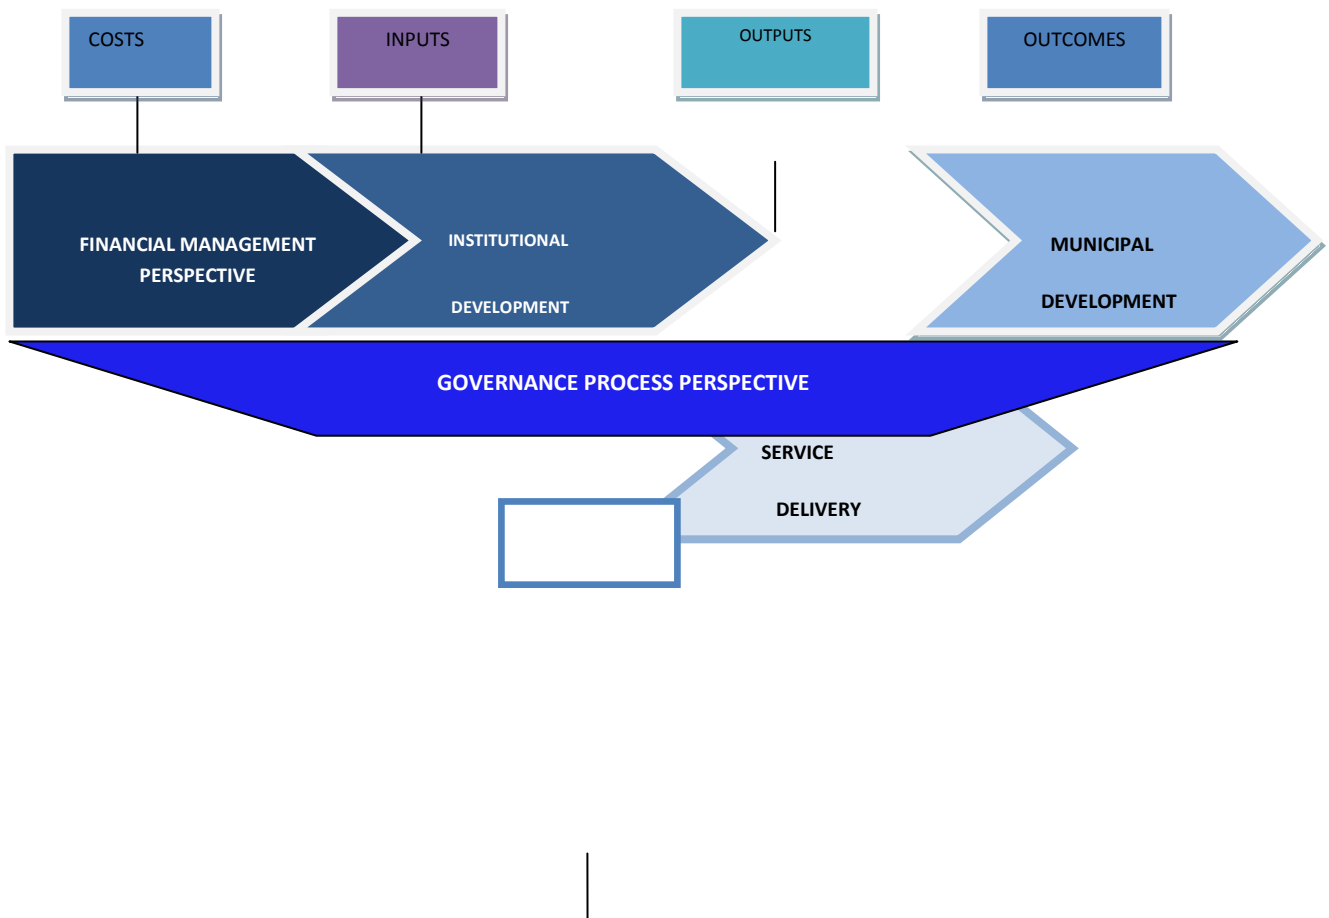 COSTS
INPUTS
OUTPUTS
OUTCOMES
FINANCIAL MANAGEMENT
PERSPECTIVE
INSTITUTIONAL
DEVELOPMENT
MUNICIPAL
DEVELOPMENT
GOVERNANCE PROCESS PERSPECTIVE
SERVICE
DELIVERY